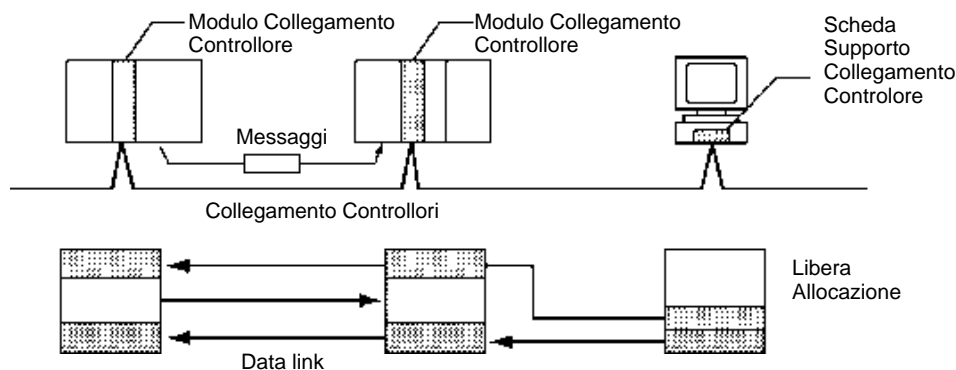 Modulo Collegamento
Controllore
Modulo Collegamento
Controllore
Scheda
Supporto
Collegamento
Controlore
Messaggi
Collegamento Controllori
Libera
Allocazione
Data link